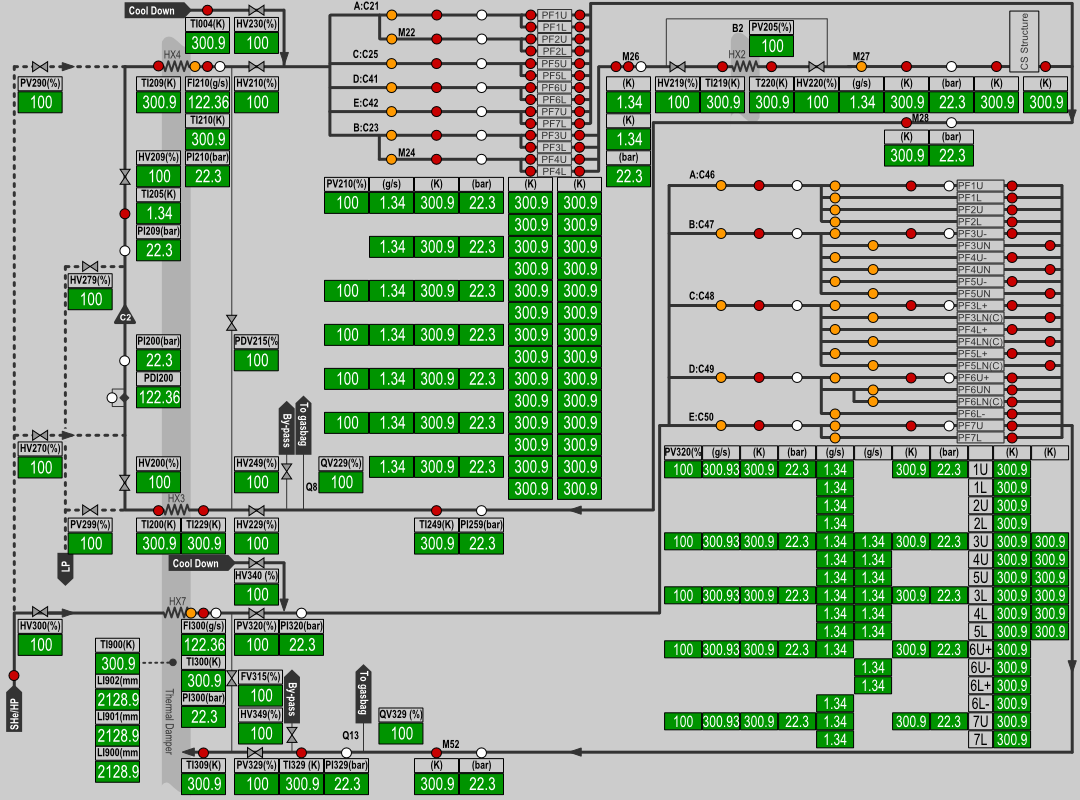 Cool Down
TI004(K)
300.9
HV230(%)
100
HX4
PV290(%)
100
TI209(K)
300.9
FI210(g/s)
122.36
HV210(%)
100
TI210(K)
300.9
PI210(bar)
22.3
HV209(%)
100
TI205(K)
1.34
PI209(bar)
22.3
HV279(%)
100
C2
PI200(bar)
22.3
PDI200
122.36
PDV215(%
100
HV270(%)
100
HV200(%)
100
HV249(%)
100
By-pass
To gasbag
Q8
QV229(%)
100
HX3
PV299(%)
100
TI200(K)
300.9
TI229(K)
300.9
HV229(%)
100
TI249(K)
300.9
PI259(bar)
22.3
LP
Cool Down
HV340 (%)
100
HX7
HV300(%)
100
FI300(g/s)
122.36
PV320(%)
100
PI320(bar)
22.3
TI900(K)
300.9
LI902(mm
2128.9
LI901(mm
2128.9
LI900(mm
2128.9
TI300(K)
300.9
PI300(bar)
22.3
Thermal Damper
SHe/HP
FV315(%)
100
HV349(%)
100
By-pass
To gasbag
Q13
QV329 (%)
100
M52
TI309(K)
300.9
PV329(%)
100
TI329 (K)
300.9
PI329(bar)
22.3
(K)
300.9
(bar)
22.3
A:C21
M22
C:C25
D:C41
E:C42
B:C23
M24
PF1U
PF1L
PF2U
PF2L
PF5U
PF5L
PF6U
PF6L
PF7U
PF7L
PF3U
PF3L
PF4U
PF4L
PV210(%) (g/s) (K) (bar) (K) (K)
100 1.34 300.9 22.3 300.9 300.9
300.9 300.9
1.34 300.9 22.3 300.9 300.9
300.9 300.9
100 1.34 300.9 22.3 300.9 300.9
300.9 300.9
100 1.34 300.9 22.3 300.9 300.9
300.9 300.9
100 1.34 300.9 22.3 300.9 300.9
300.9 300.9
100 1.34 300.9 22.3 300.9 300.9
300.9 300.9
1.34 300.9 22.3 300.9 300.9
300.9 300.9
M26
(K)
1.34
(K)
1.34
(bar)
22.3
B2
PV205(%)
100
HX2
M27
CS Structure
HV219(%) TI219(K) T220(K) HV220(%) (g/s) (K) (bar) (K) (K)
100 300.9 300.9 100 1.34 300.9 22.3 300.9 300.9
M28
(K) (bar)
300.9 22.3
A:C46
B:C47
C:C48
D:C49
E:C50
PF1U
PF1L
PF2U
PF2L
PF3U-
PF3UN
PF4U-
PF4UN
PF5U-
PF5UN
PF3L+
PF3LN(C)
PF4L+
PF4LN(C)
PF5L+
PF5LN(C)
PF6U+
PF6UN
PF6LN(C)
PF6L-
PF7U
PF7L
PV320(% (g/s) (K) (bar) (g/s) (g/s) (K) (bar) (K) (K)
100 300.93 300.9 22.3 1.34 300.9 22.3 1U 300.9
1.34 1L 300.9
1.34 2U 300.9
1.34 2L 300.9
100 300.93 300.9 22.3 1.34 1.34 300.9 22.3 3U 300.9 300.9
1.34 1.34 4U 300.9 300.9
1.34 1.34 5U 300.9 300.9
100 300.93 300.9 22.3 1.34 1.34 300.9 22.3 3L 300.9 300.9
1.34 1.34 4L 300.9 300.9
1.34 1.34 5L 300.9 300.9
100 300.93 300.9 22.3 1.34 300.9 22.3 6U+ 300.9
1.34 6U- 300.9
1.34 6L+ 300.9
1.34 6L- 300.9
100 300.93 300.9 22.3 1.34 300.9 22.3 7U 300.9
1.34 7L 300.9